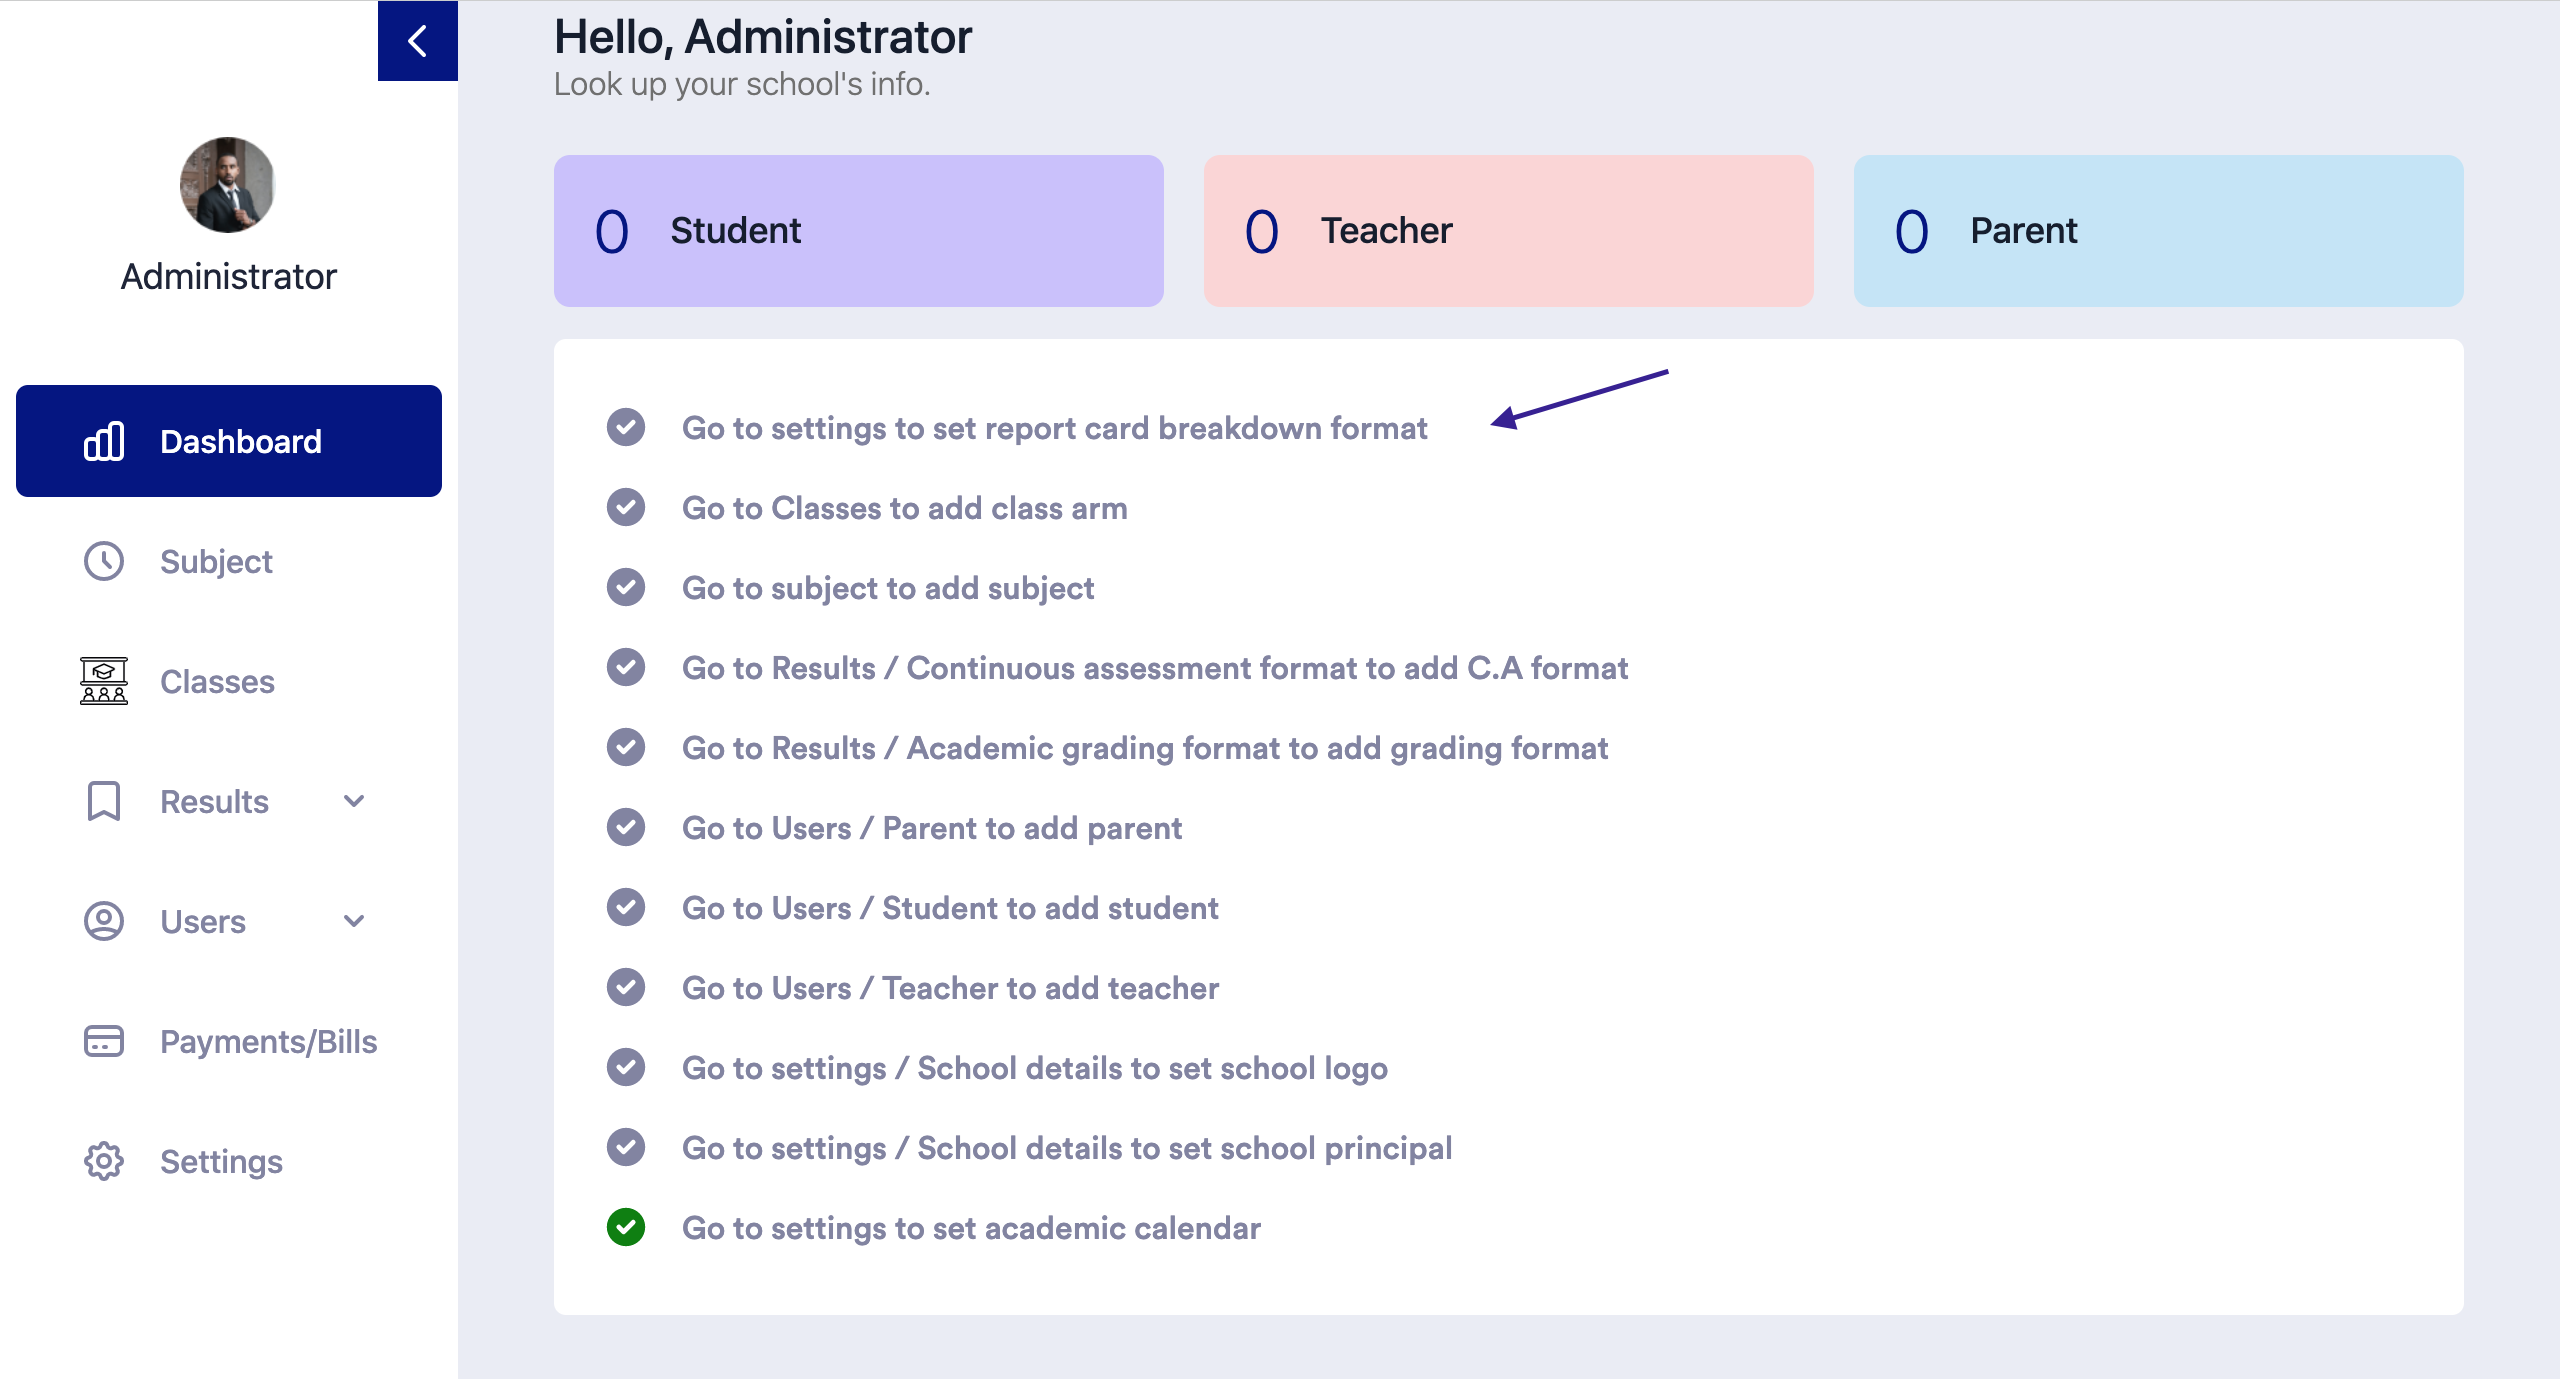 Hello, Administrator
Look up your school's info.
Administrator
0 Student
0 Teacher
0 Parent
Dashboard
Subject
Classes
Results
Users
Payments/Bills
Settings
Go to settings to set report card breakdown format
Go to Classes to add class arm
Go to subject to add subject
Go to Results / Continuous assessment format to add C.A format
Go to Results / Academic grading format to add grading format
Go to Users / Parent to add parent
Go to Users / Student to add student
Go to Users / Teacher to add teacher
Go to settings / School details to set school logo
Go to settings / School details to set school principal
Go to settings to set academic calendar